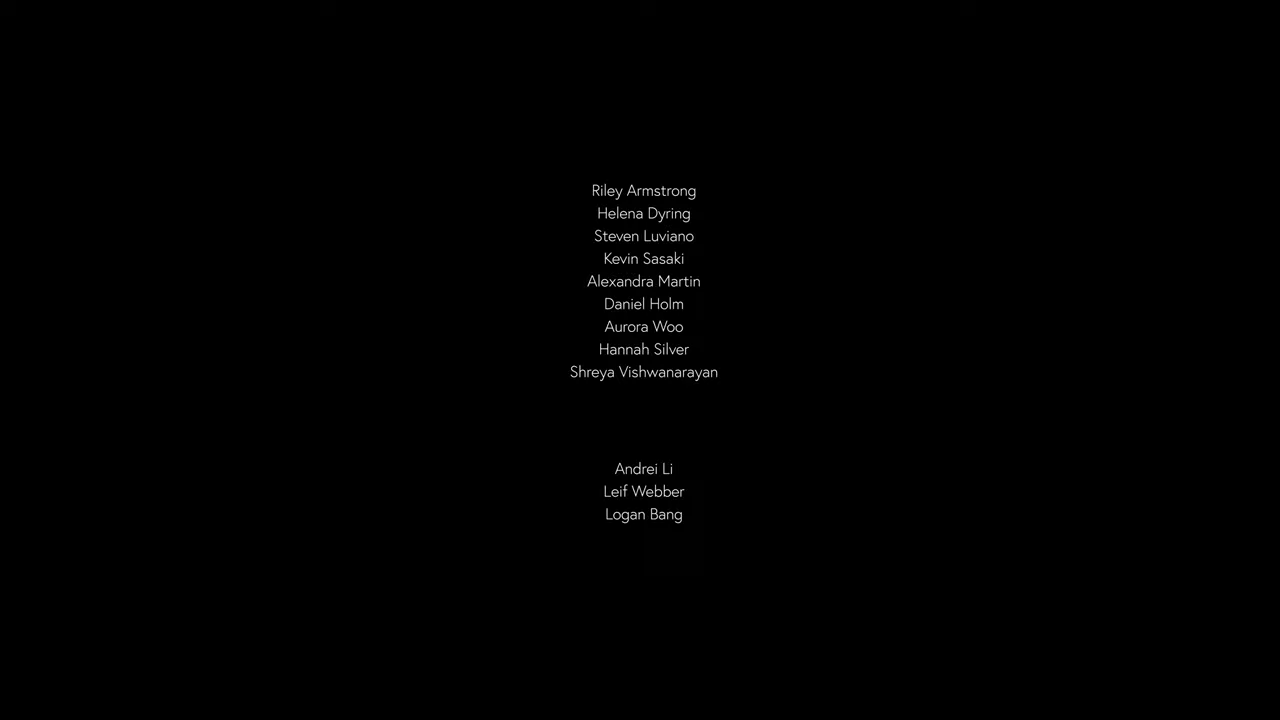 Riley Armstrong
Helena Dyring
Steven Luviano
Kevin Sasaki
Alexandra Martin
Daniel Holm
Aurora Woo
Hannah Silver
Shreya Vishwanarayan
Andrei Li
Leif Webber
Logan Bang